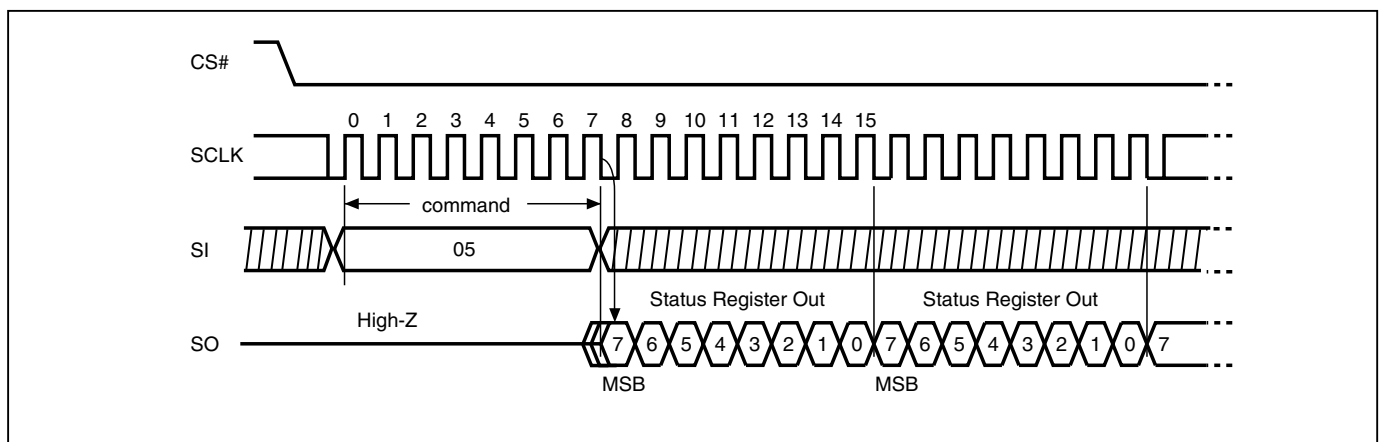 CS#
0 1 2 3 4 5 6 7 8 9 10 11 12 13 14 15
SCLK
command
SI
05
Status Register Out Status Register Out
High-Z
SO
7 6 5 4 3 2 1 0 7 6 5 4 3 2 1 0 7
MSB MSB